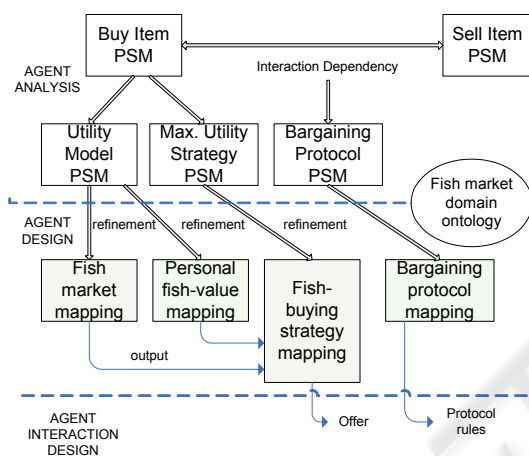 Buy Item
PSM
Sell Item
PSM
AGENT
ANALYSIS
Interaction Dependency
Utility
Model
PSM
Max. Utility
Strategy
PSM
Bargaining
Protocol
PSM
Fish market
domain
ontology
AGENT
DESIGN
refinement
refinement
refinement
Fish
market
mapping
Personal
fish-value
mapping
Fish-
buying
strategy
mapping
Bargaining
protocol
mapping
output
AGENT
INTERACTION
DESIGN
Offer
Protocol
rules